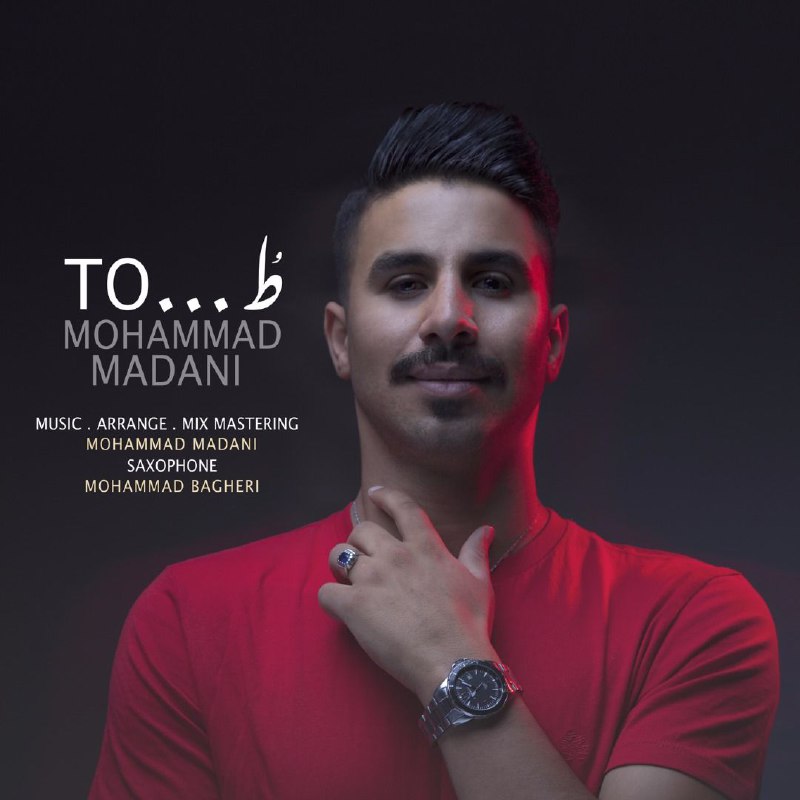 TO...طُ
MOHAMMAD
MADANI
MUSIC . ARRANGE . MIX MASTERING
MOHAMMAD MADANI
SAXOPHONE
MOHAMMAD BAGHERI